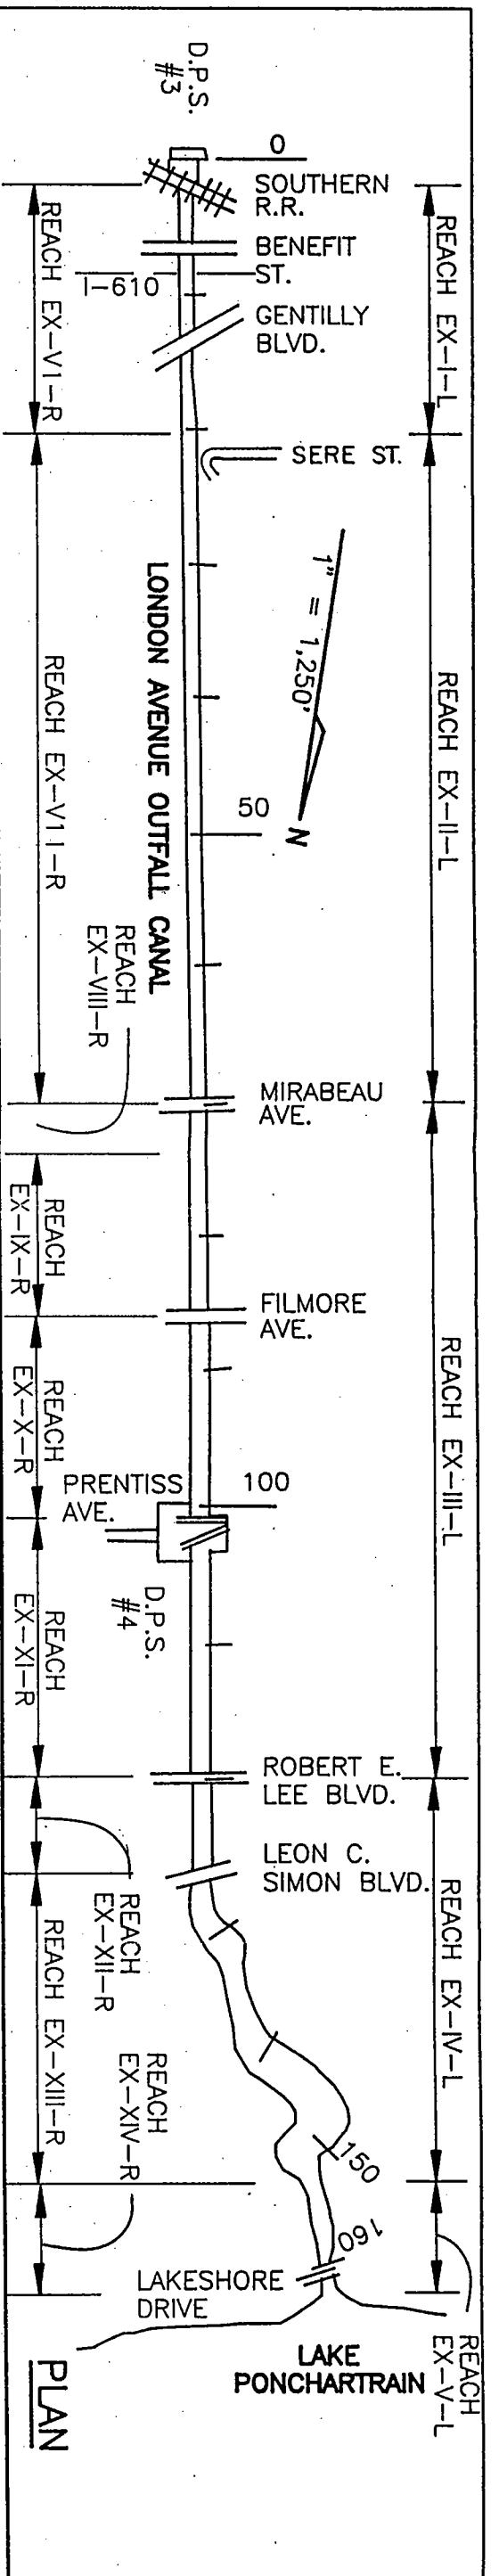 D.P.S.
#3
0
SOUTHERN
R.R.
BENEFIT
ST.
I-610
GENTILLY
BLVD.
REACH EX-I-L
REACH EX-V1-R
SERE ST.
1" = 1,250'
N
LONDON AVENUE OUTFALL CANAL
REACH EX-II-L
REACH EX-V1.I-R
50
REACH
EX-VIII-R
MIRABEAU
AVE.
REACH
EX-IX-R
FILMORE
AVE.
REACH EX-III-L
REACH
EX-X-R
PRENTISS
AVE.
100
D.P.S.
#4
REACH
EX-XI-R
ROBERT E.
LEE BLVD.
LEON C.
SIMON BLVD.
REACH
EX-XII-R
REACH EX-IV-L
REACH EX-XIII-R
REACH
EX-XIV-R
150
160
LAKESHORE
DRIVE
LAKE
PONCHARTRAIN
REACH
EX-V-L
PLAN